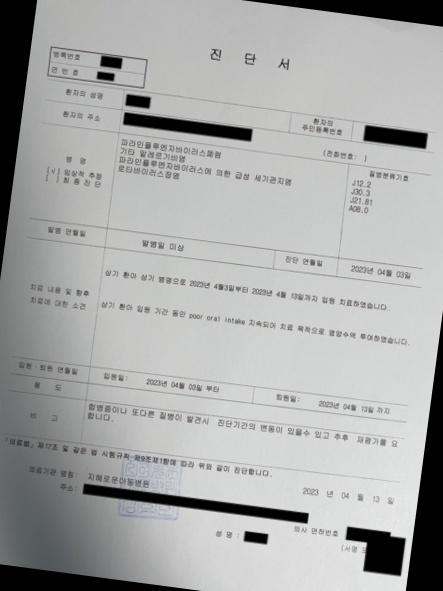 진 단 서
등록번호
연 번 호
환자의 성명
환자의 주민등록번호
환자의 주소
(전화번호: )
병 명
[√] 임상적 추정
[ ] 최 종 진 단
질병분류기호
파라인플루엔자바이러스폐렴
J12.2
기타 알레르기비염
J30.3
파라인플루엔자바이러스에 의한 급성 세기관지염
J21.81
로타바이러스장염
A08.0
발병 연월일
발병일 미상
진단 연월일
2023년 04월 03일
치료 내용 및 향후 치료에 대한 소견
상기 환아 상기 병명으로 2023년 4월3일부터 2023년 4월 13일까지 입원 치료하였습니다.
상기 환아 입원 기간 동안 poor oral intake 지속되어 치료 목적으로 영양수액 투여하였습니다.
입원·퇴원 연월일
입원일: 2023년 04월 03일 부터
퇴원일: 2023년 04월 13일 까지
용 도
비 고
합병증이나 또다른 질병이 발견시 진단기간의 변동이 있을수 있고 추후 재평가를 요합니다.
「의료법」 제17조 및 같은 법 시행규칙 제9조제1항에 따라 위와 같이 진단합니다.
2023 년 04 월 13 일
의료기관 명칭: 지혜로운아동병원
주소:
의사 면허번호
성 명 :
(서명